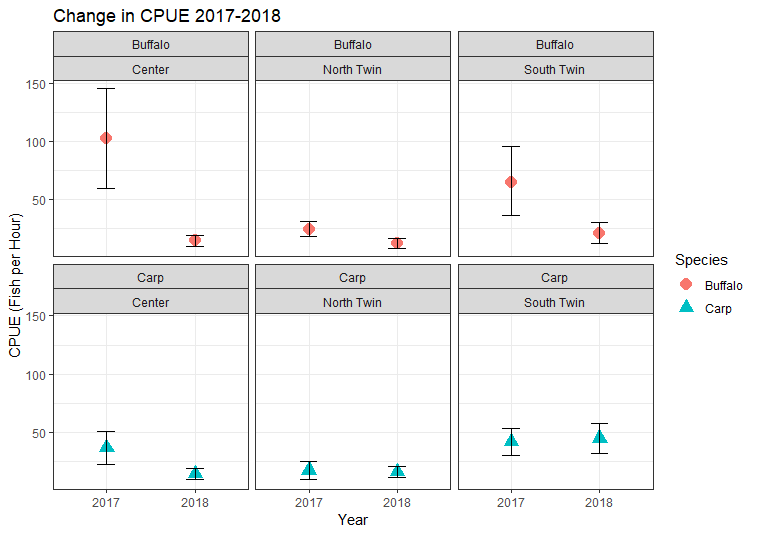 Change in CPUE 2017-2018
Buffalo Buffalo Buffalo
Center North Twin South Twin
150
100
50
Carp Carp Carp
Center North Twin South Twin
150
100
50
2017 2018 2017 2018 2017 2018
Year
CPUE (Fish per Hour)
Species
Buffalo
Carp